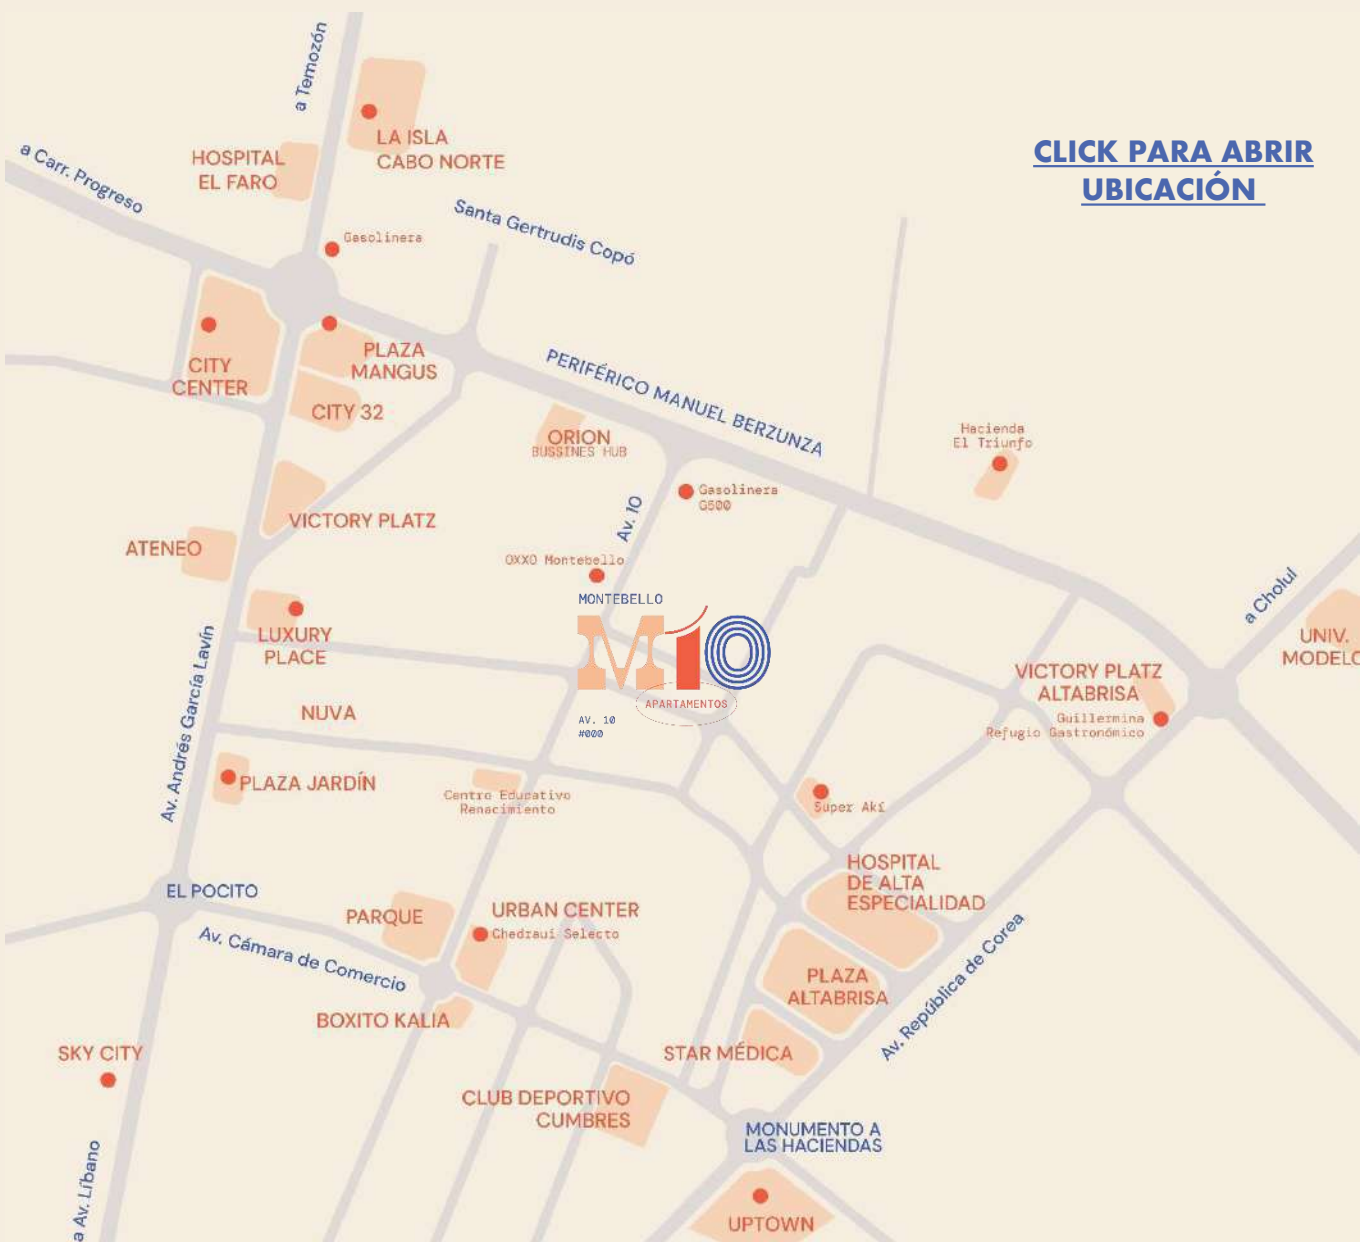 a Temozón
LA ISLA
CABO NORTE
a Carr. Progreso
HOSPITAL
EL FARO
CLICK PARA ABRIR
UBICACIÓN
Santa Gertrudis Copó
Gasolinera
CITY
CENTER
PLAZA
MANGUS
CITY 32
PERIFÉRICO MANUEL BERZUNZA
ORION
BUSSINES HUB
Hacienda
El Triunfo
Av. 10
Gasolinera
G500
VICTORY PLATZ
ATENEO
OXXO Montebello
MONTEBELLO
M10
APARTAMENTOS
AV. 10
#000
a Cholul
UNIV.
MODELO
LUXURY
PLACE
VICTORY PLATZ
ALTABRISA
Guillermina
Refugio Gastronómico
NUVA
Av. Andrés García Lavín
PLAZA JARDÍN
Centro Educativo
Renacimiento
Super Akí
HOSPITAL
DE ALTA
ESPECIALIDAD
EL POCITO
PARQUE
URBAN CENTER
Chedraui Selecto
Av. Cámara de Comercio
PLAZA
ALTABRISA
Av. República de Corea
BOXITO KALIA
SKY CITY
STAR MÉDICA
CLUB DEPORTIVO
CUMBRES
MONUMENTO A
LAS HACIENDAS
a Av. Líbano
UPTOWN